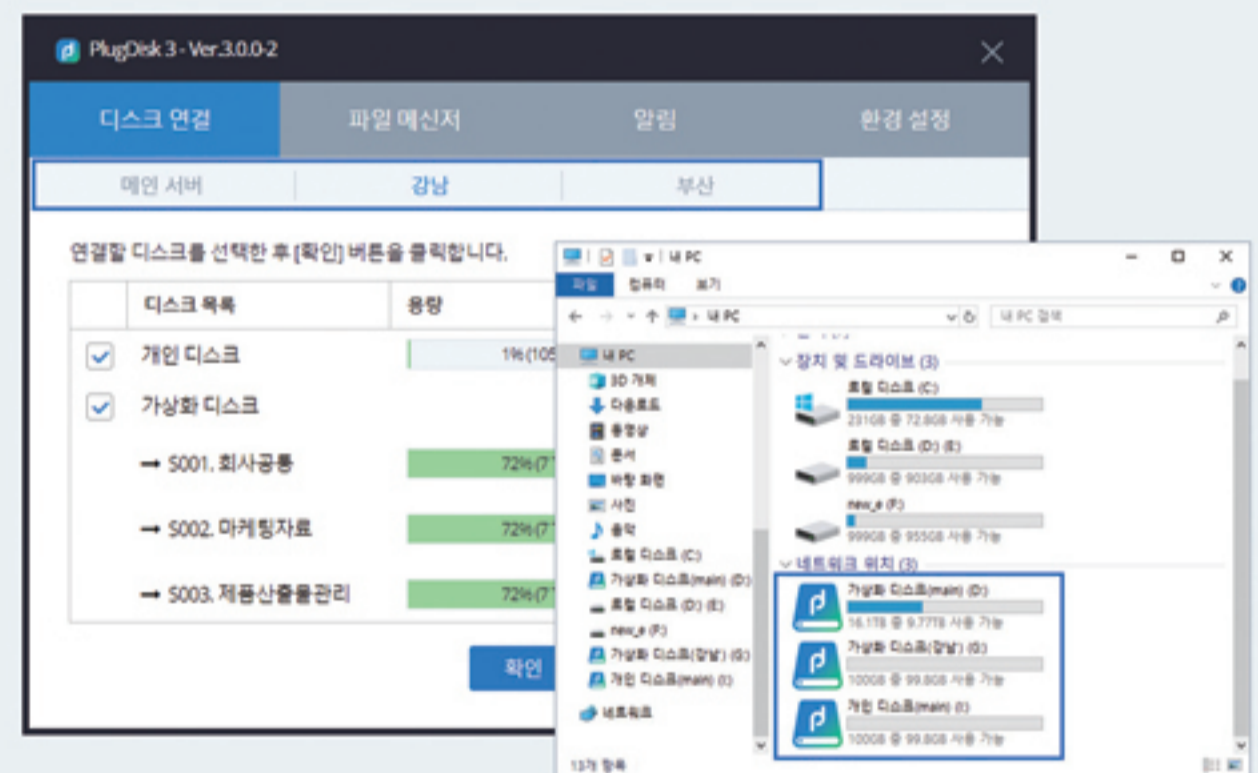 PlugDisk 3 - Ver.3.0.0-2
디스크 연결 파일 메신저 알림 환경 설정
메인 서버 강남 부산
연결할 디스크를 선택한 후 [확인] 버튼을 클릭합니다.
디스크 목록 용량
개인 디스크 1% (105
가상화 디스크
→ S001. 회사공통 72% (7
→ S002. 마케팅자료 72% (7
→ S003. 제품산출물관리 72% (7
확인
내 PC
파일 컴퓨터 보기
내 PC 내 PC 검색
내 PC
3D 개체
다운로드
동영상
문서
바탕 화면
사진
음악
로컬 디스크 (C:)
가상화 디스크(main) (D:)
로컬 디스크 (D:) (E:)
new_e (F:)
가상화 디스크(강남) (G:)
개인 디스크(main) (I:)
네트워크
13개 항목
장치 및 드라이브 (3)
로컬 디스크 (C:)
231GB 중 72.8GB 사용 가능
로컬 디스크 (D:) (E:)
999GB 중 903GB 사용 가능
new_e (F:)
999GB 중 955GB 사용 가능
네트워크 위치 (3)
가상화 디스크(main) (D:)
16.1TB 중 9.77TB 사용 가능
가상화 디스크(강남) (G:)
100GB 중 99.8GB 사용 가능
개인 디스크(main) (I:)
100GB 중 99.8GB 사용 가능